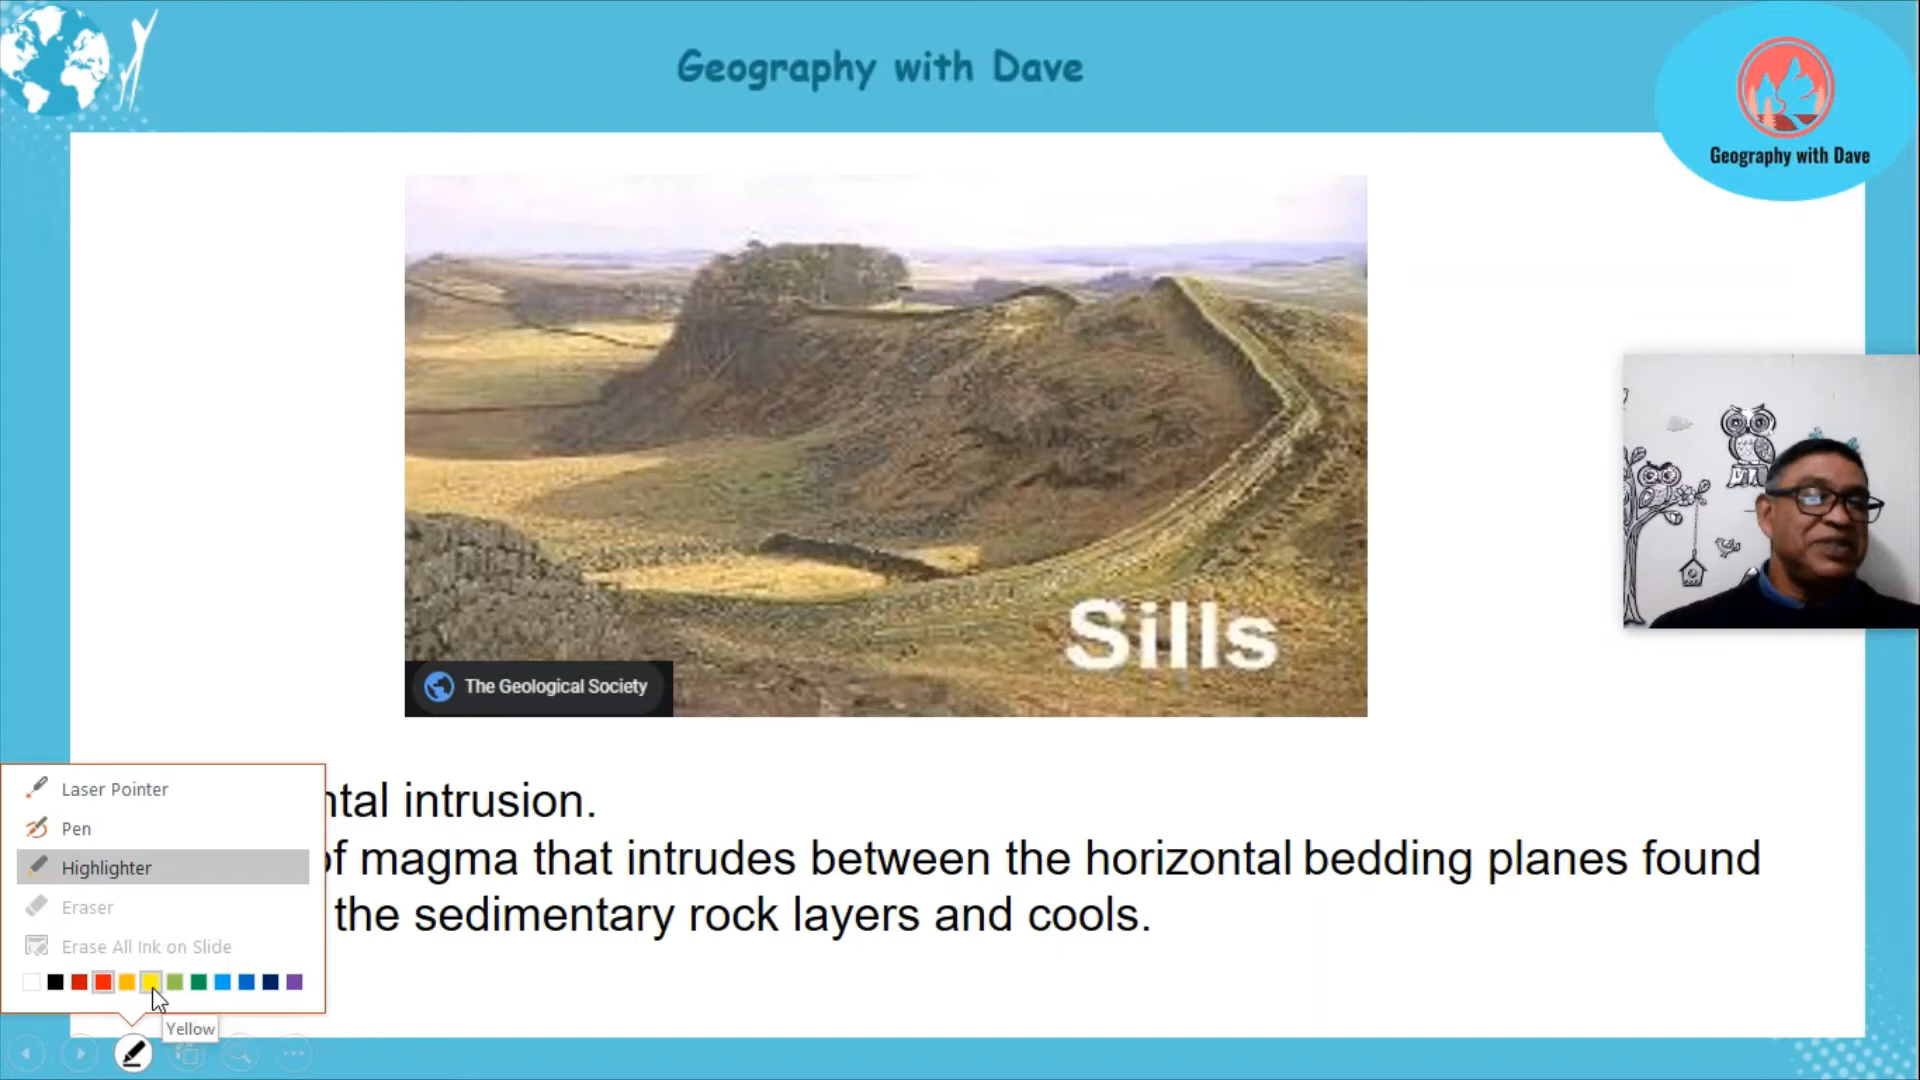 Geography with Dave
Geography with Dave
Sills
The Geological Society
Laser Pointer
Pen
Highlighter
Eraser
Erase All Ink on Slide
Yellow
intrusion.
of magma that intrudes between the horizontal bedding planes found
the sedimentary rock layers and cools.